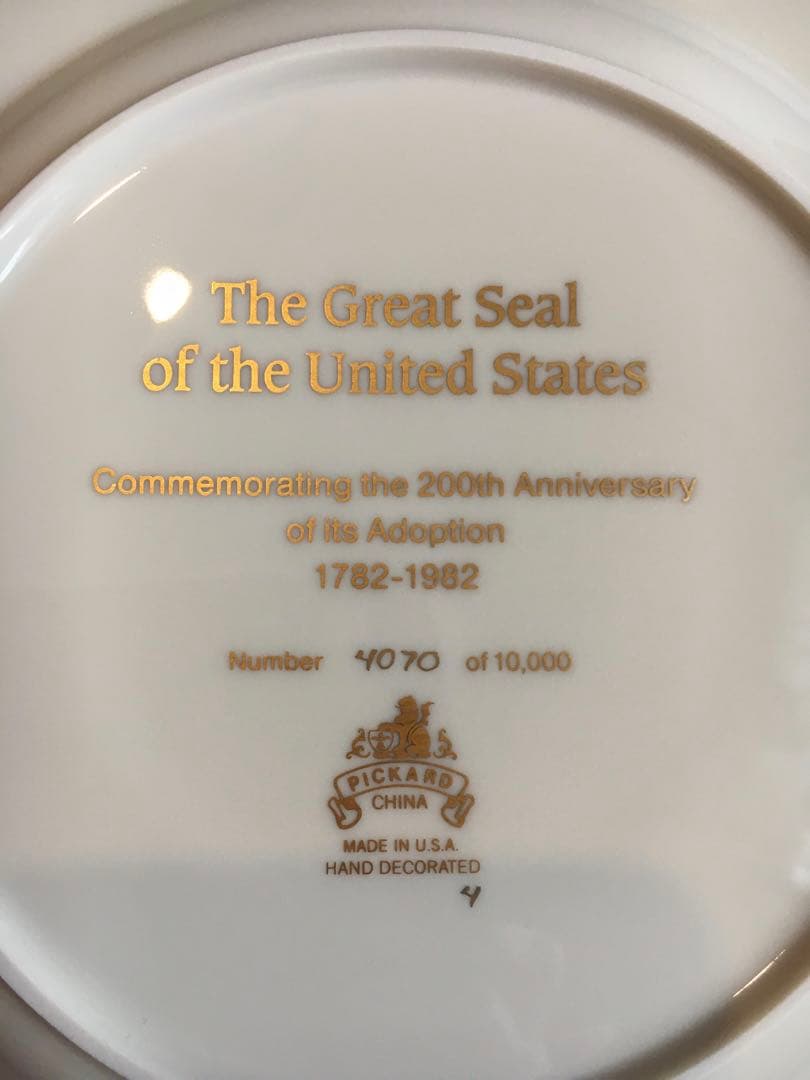 The Great Seal
of the United States
Commemorating the 200th Anniversary
of its Adoption
1782-1982
Number 4070 of 10,000
PICKARD
CHINA
MADE IN U.S.A.
HAND DECORATED
4